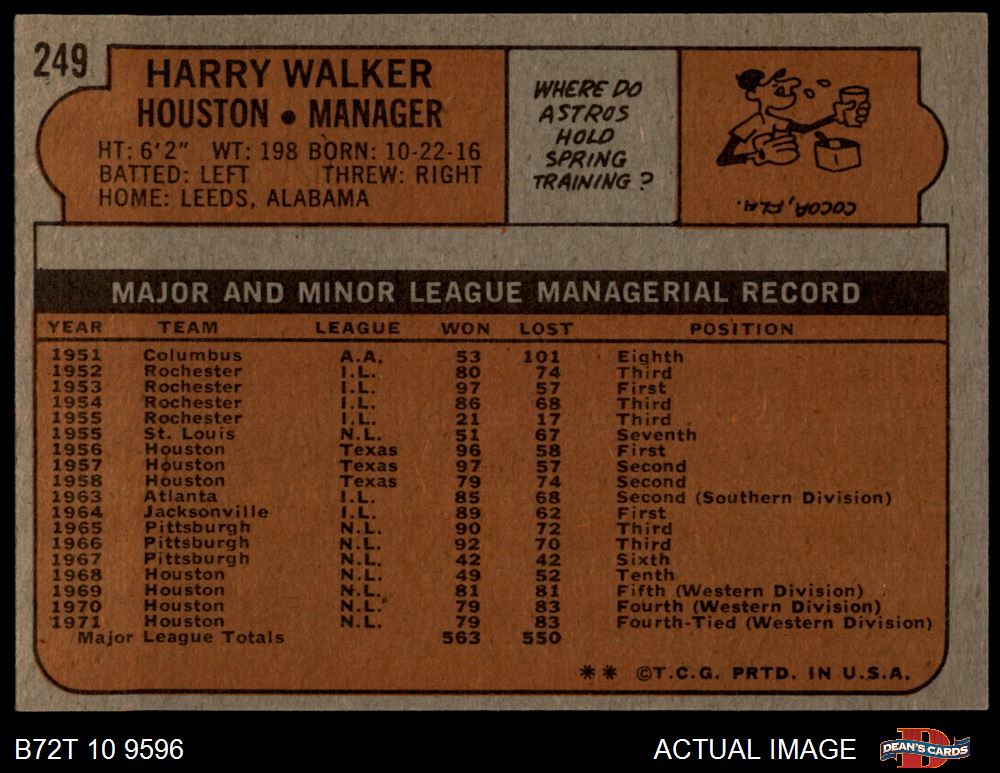 249
HARRY WALKER
HOUSTON • MANAGER
HT: 6'2" WT: 198 BORN: 10-22-16
BATTED: LEFT THREW: RIGHT
HOME: LEEDS, ALABAMA
WHERE DO
ASTROS
HOLD
SPRING
TRAINING?
COCOA, FLA.
MAJOR AND MINOR LEAGUE MANAGERIAL RECORD
YEAR TEAM LEAGUE WON LOST POSITION
1951 Columbus A.A. 53 101 Eighth
1952 Rochester I.L. 80 74 Third
1953 Rochester I.L. 97 57 First
1954 Rochester I.L. 86 68 Third
1955 Rochester I.L. 21 17 Third
1955 St. Louis N.L. 51 67 Seventh
1956 Houston Texas 96 58 First
1957 Houston Texas 97 57 Second
1958 Houston Texas 79 74 Second
1963 Atlanta I.L. 85 68 Second (Southern Division)
1964 Jacksonville I.L. 89 62 First
1965 Pittsburgh N.L. 90 72 Third
1966 Pittsburgh N.L. 92 70 Third
1967 Pittsburgh N.L. 42 42 Sixth
1968 Houston N.L. 49 52 Tenth
1969 Houston N.L. 81 81 Fifth (Western Division)
1970 Houston N.L. 79 83 Fourth (Western Division)
1971 Houston N.L. 79 83 Fourth-Tied (Western Division)
Major League Totals 563 550
** ©T.C.G. PRTD. IN U.S.A.
B72T 10 9596 ACTUAL IMAGE DEAN'S CARDS